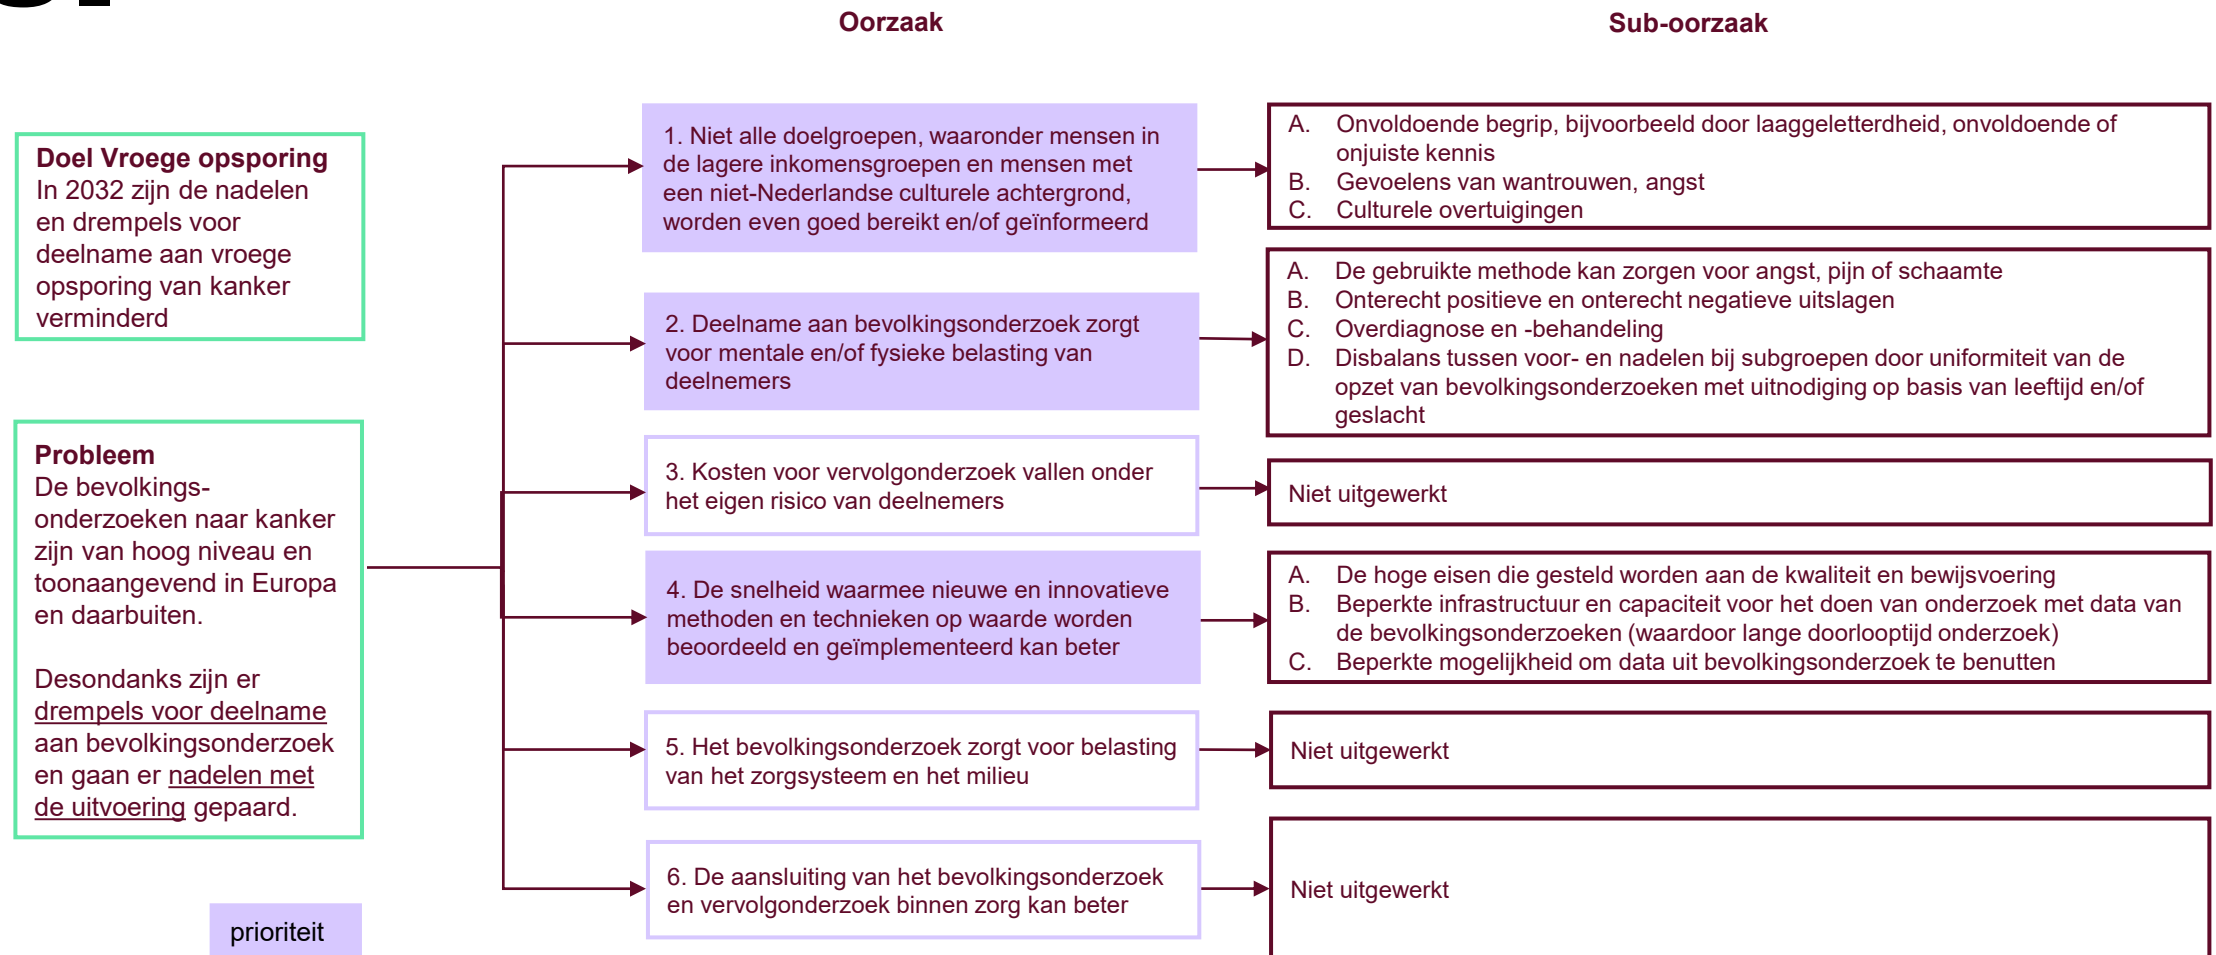 Oorzaak
Sub-oorzaak
Doel Vroege opsporing
In 2032 zijn de nadelen
en drempels voor
deelname aan vroege
opsporing van kanker
verminderd
Probleem
De bevolkings-
onderzoeken naar kanker
zijn van hoog niveau en
toonaangevend in Europa
en daarbuiten.
Desondanks zijn er
drempels voor deelname
aan bevolkingsonderzoek
en gaan er nadelen met
de uitvoering gepaard.
prioriteit
1. Niet alle doelgroepen, waaronder mensen in
de lagere inkomensgroepen en mensen met
een niet-Nederlandse culturele achtergrond,
worden even goed bereikt en/of geïnformeerd
A. Onvoldoende begrip, bijvoorbeeld door laaggeletterdheid, onvoldoende of
onjuiste kennis
B. Gevoelens van wantrouwen, angst
C. Culturele overtuigingen
2. Deelname aan bevolkingsonderzoek zorgt
voor mentale en/of fysieke belasting van
deelnemers
A. De gebruikte methode kan zorgen voor angst, pijn of schaamte
B. Onterecht positieve en onterecht negatieve uitslagen
C. Overdiagnose en -behandeling
D. Disbalans tussen voor- en nadelen bij subgroepen door uniformiteit van de
opzet van bevolkingsonderzoeken met uitnodiging op basis van leeftijd en/of
geslacht
3. Kosten voor vervolgonderzoek vallen onder
het eigen risico van deelnemers
Niet uitgewerkt
4. De snelheid waarmee nieuwe en innovatieve
methoden en technieken op waarde worden
beoordeeld en geïmplementeerd kan beter
A. De hoge eisen die gesteld worden aan de kwaliteit en bewijsvoering
B. Beperkte infrastructuur en capaciteit voor het doen van onderzoek met data van
de bevolkingsonderzoeken (waardoor lange doorlooptijd onderzoek)
C. Beperkte mogelijkheid om data uit bevolkingsonderzoek te benutten
5. Het bevolkingsonderzoek zorgt voor belasting
van het zorgsysteem en het milieu
Niet uitgewerkt
6. De aansluiting van het bevolkingsonderzoek
en vervolgonderzoek binnen zorg kan beter
Niet uitgewerkt